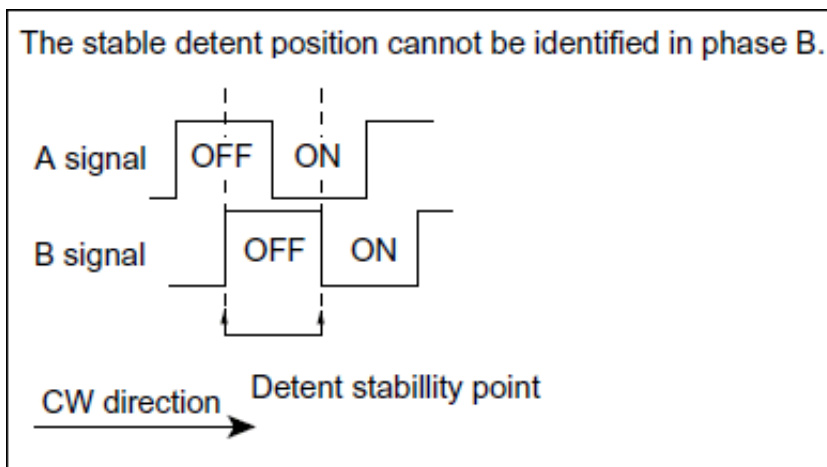 The stable detent position cannot be identified in phase B.
A signal OFF ON
B signal OFF ON
Detent stabillity point
CW direction